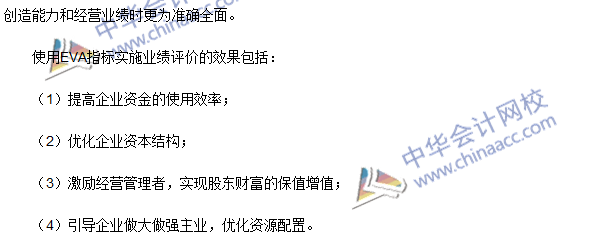 创造能力和经营业绩时更为准确全面。
使用EVA指标实施业绩评价的效果包括：
（1）提高企业资金的使用效率；
（2）优化企业资本结构；
（3）激励经营管理者，实现股东财富的保值增值；
（4）引导企业做大做强主业，优化资源配置。
中华会计网校
www.chinaacc.com
中华会计网校
www.chinaacc.com